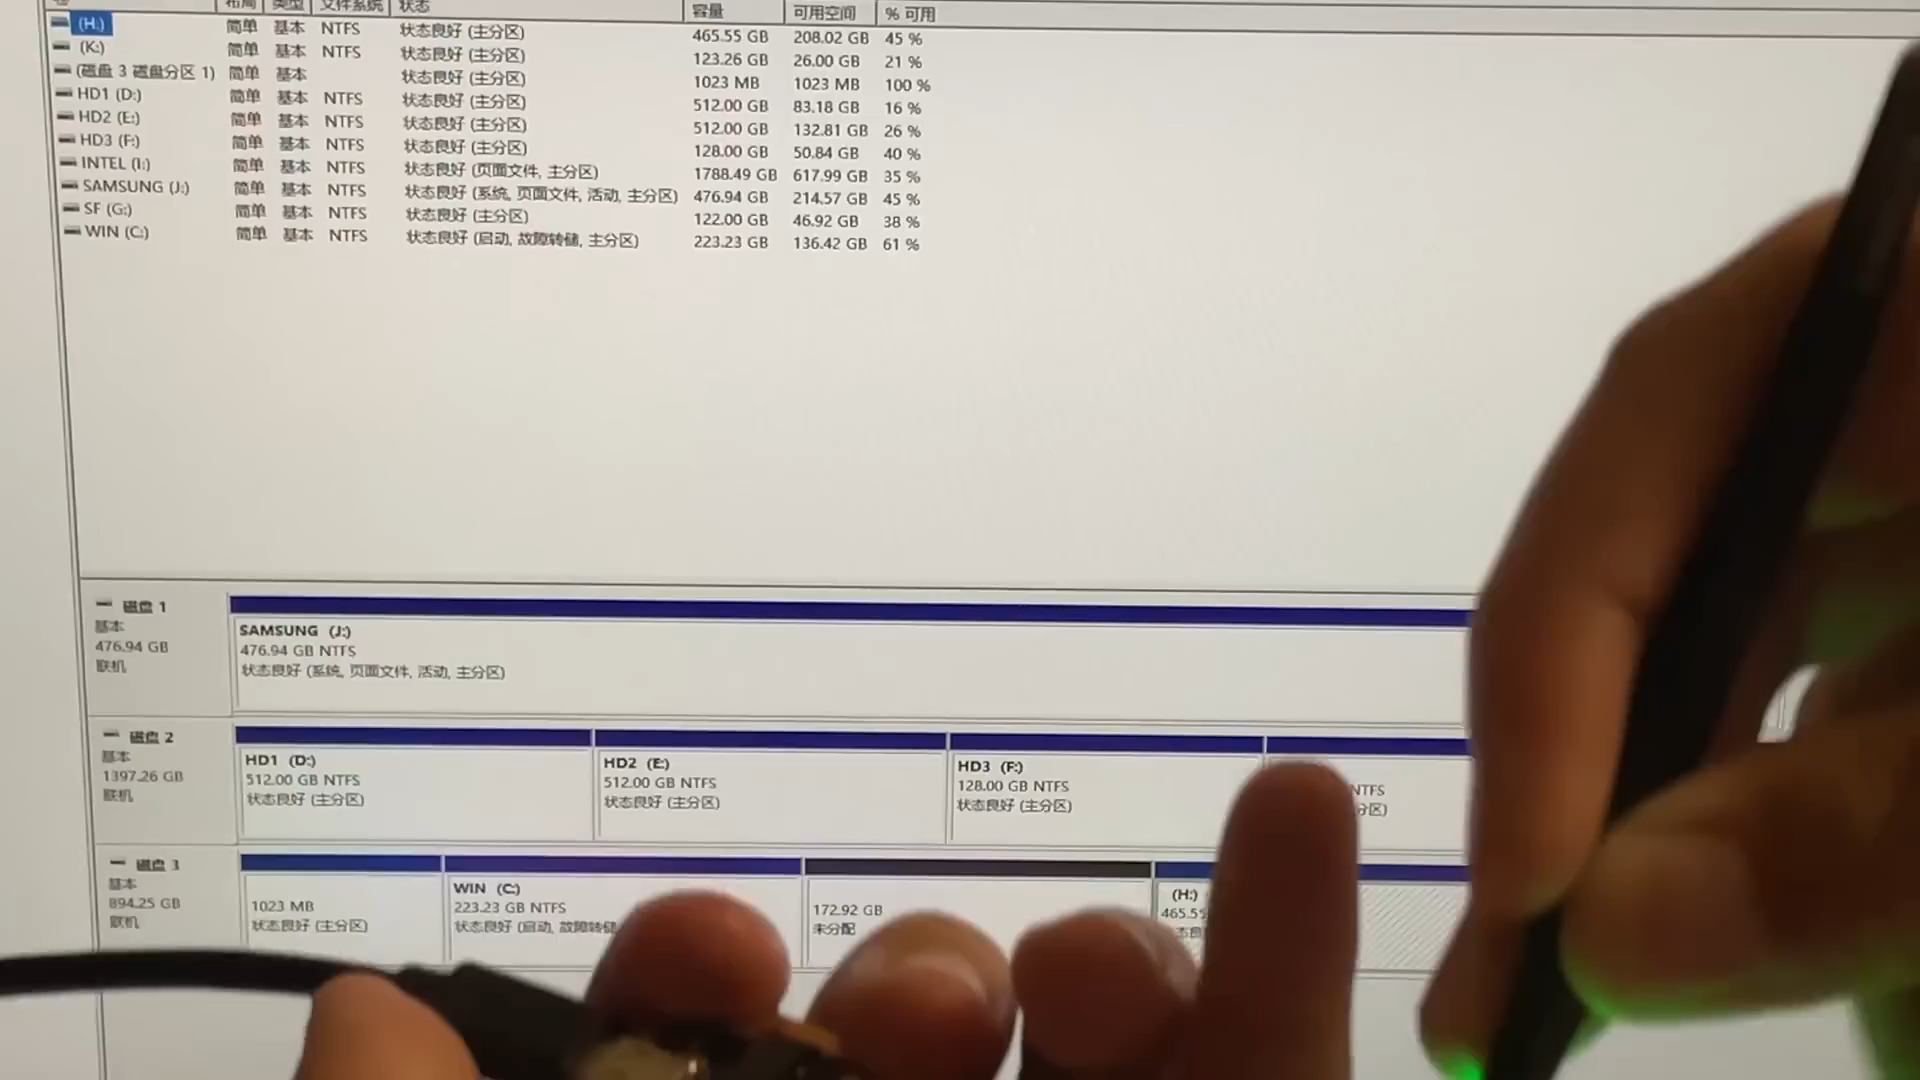 布局 类型 文件系统 状态 容量 可用空间 % 可用
(H:) 简单 基本 NTFS 状态良好 (主分区) 465.55 GB 208.02 GB 45 %
(K:) 简单 基本 NTFS 状态良好 (主分区) 123.26 GB 26.00 GB 21 %
(磁盘 3 磁盘分区 1) 简单 基本 状态良好 (主分区) 1023 MB 1023 MB 100 %
HD1 (D:) 简单 基本 NTFS 状态良好 (主分区) 512.00 GB 83.18 GB 16 %
HD2 (E:) 简单 基本 NTFS 状态良好 (主分区) 512.00 GB 132.81 GB 26 %
HD3 (F:) 简单 基本 NTFS 状态良好 (主分区) 128.00 GB 50.84 GB 40 %
INTEL (I:) 简单 基本 NTFS 状态良好 (页面文件, 主分区) 1788.49 GB 617.99 GB 35 %
SAMSUNG (J:) 简单 基本 NTFS 状态良好 (系统, 页面文件, 活动, 主分区) 476.94 GB 214.57 GB 45 %
SF (G:) 简单 基本 NTFS 状态良好 (主分区) 122.00 GB 46.92 GB 38 %
WIN (C:) 简单 基本 NTFS 状态良好 (启动, 故障转储, 主分区) 223.23 GB 136.42 GB 61 %
磁盘 1
基本
476.94 GB
联机
SAMSUNG (J:)
476.94 GB NTFS
状态良好 (系统, 页面文件, 活动, 主分区)
磁盘 2
基本
1397.26 GB
联机
HD1 (D:)
512.00 GB NTFS
状态良好 (主分区)
HD2 (E:)
512.00 GB NTFS
状态良好 (主分区)
HD3 (F:)
128.00 GB NTFS
状态良好 (主分区)
NTFS
分区)
磁盘 3
基本
894.25 GB
联机
1023 MB
状态良好 (主分区)
WIN (C:)
223.23 GB NTFS
状态良好 (启动, 故障转储
172.92 GB
未分配
(H:)
465.55